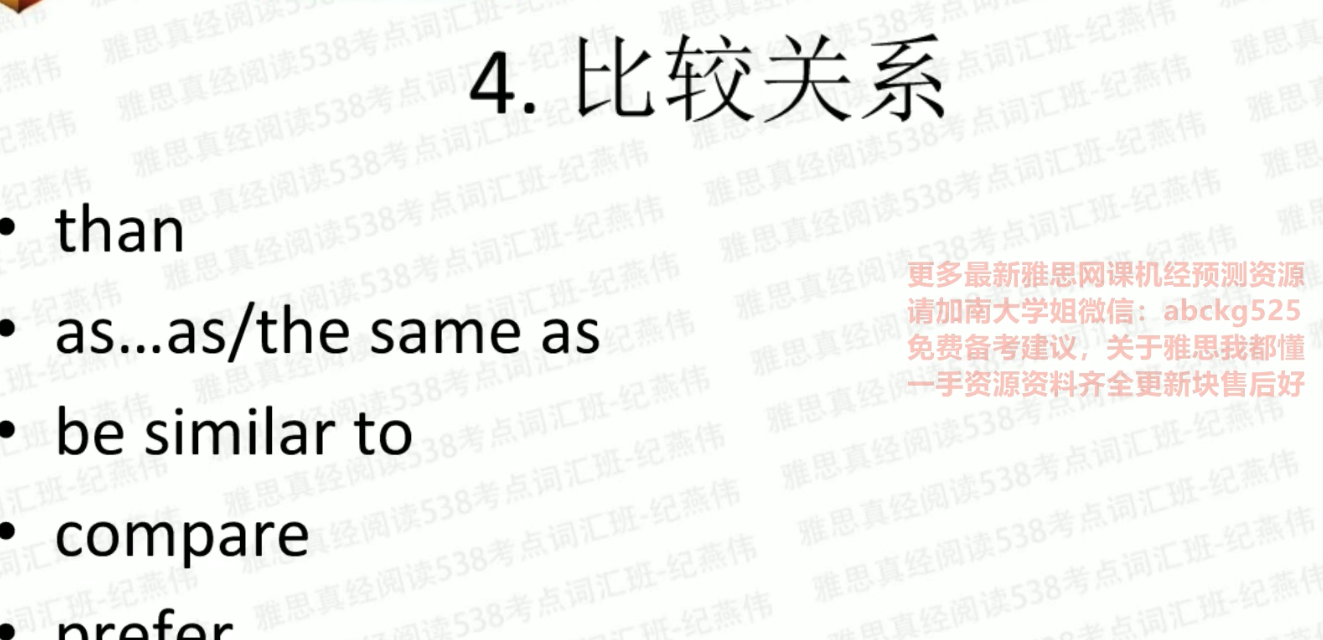 4. 比较关系
• than
• as...as/the same as
• be similar to
• compare
• prefer
更多最新雅思网课机经预测资源
请加南大学姐微信：abckg525
免费备考建议，关于雅思我都懂
一手资源资料齐全更新块售后好
雅思真经阅读538考点词汇班-纪燕伟